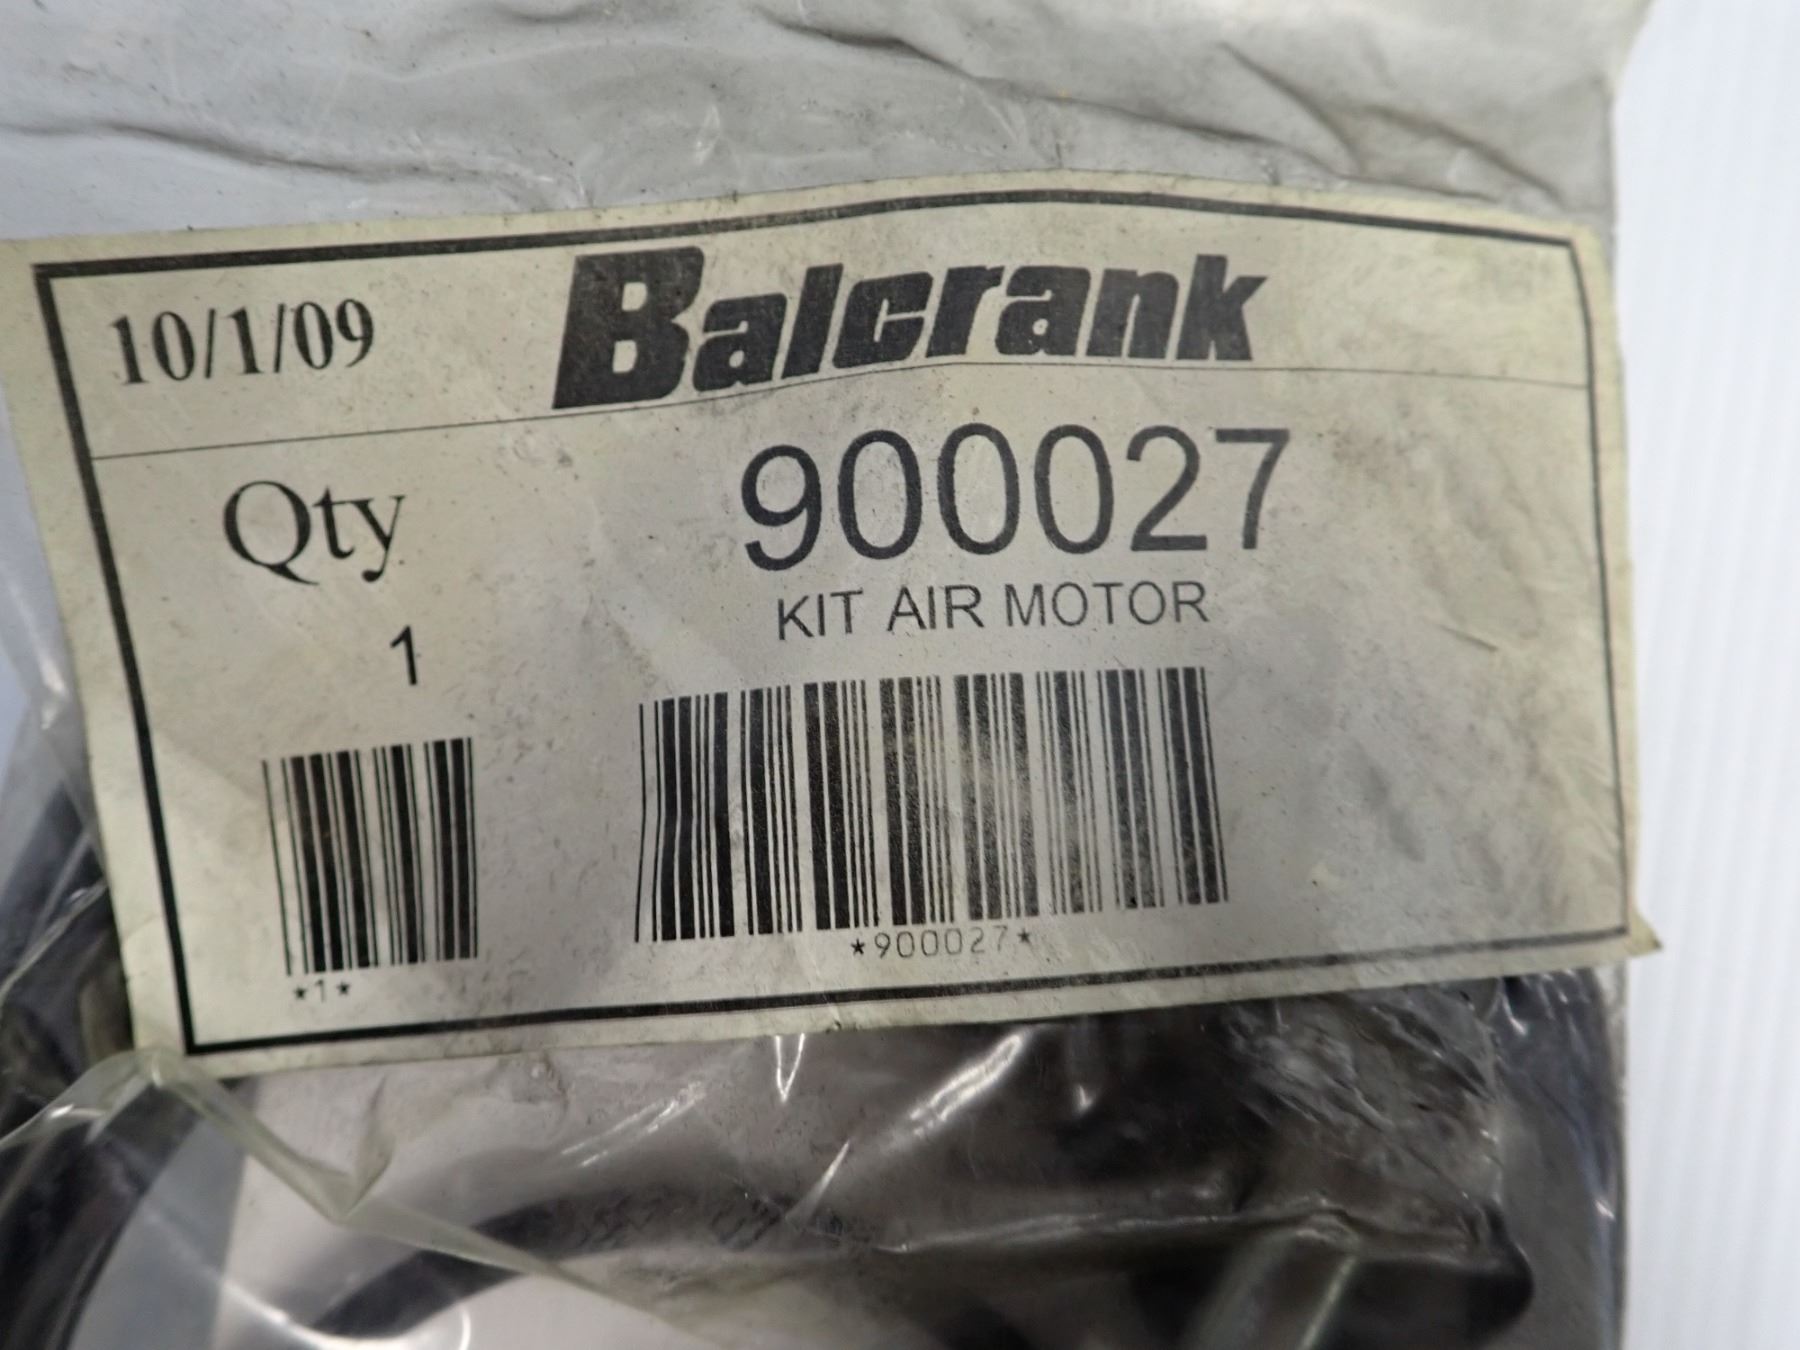 10/1/09 Balcrank
Qty 900027
KIT AIR MOTOR
1
*900027*
*1*